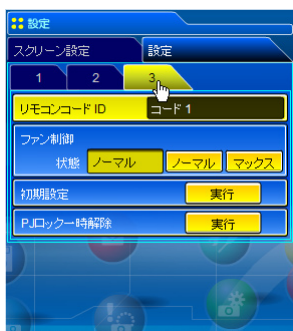 設定
スクリーン設定 設定
1 2 3
リモコンコード ID コード 1
ファン制御
状態 ノーマル ノーマル マックス
初期設定 実行
PJロック一時解除 実行